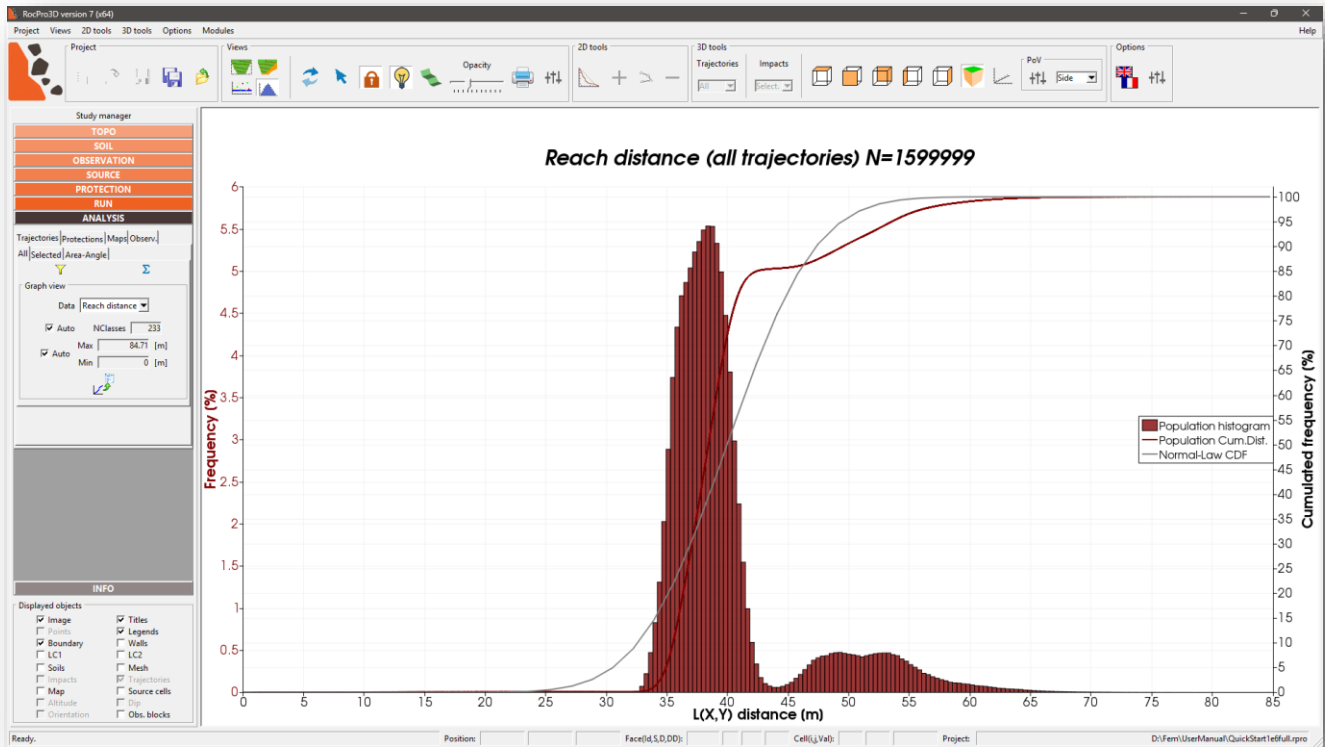 RocPro3D version 7 (x64)
Project Views 2D tools 3D tools Options Modules Help
Project Views 2D tools 3D tools Options
Opacity
Trajectories Impacts PoV
All Select. Side
Study manager
TOPO
SOIL
OBSERVATION
SOURCE
PROTECTION
RUN
ANALYSIS
Trajectories Protections Maps Observ.
All Selected Area-Angle
Σ
Graph view
Data Reach distance
Auto NClasses 233
Auto
Max 84.71 [m]
Min 0 [m]
INFO
Displayed objects
Image Titles
Points Legends
Boundary Walls
LC1 LC2
Soils Mesh
Impacts Trajectories
Map Source cells
Altitude Dip
Orientation Obs. blocks
Reach distance (all trajectories) N=1599999
Frequency (%)
6
5.5
5
4.5
4
3.5
3
2.5
2
1.5
1
0.5
0
0 5 10 15 20 25 30 35 40 45 50 55 60 65 70 75 80 85
L(X,Y) distance (m)
100
95
90
85
80
75
70
65
60
55
50
45
40
35
30
25
20
15
10
5
0
Cumulated frequency (%)
Population histogram
Population Cum.Dist.
Normal-Law CDF
Ready. Position: Face(Id,S,D,DD): Cell(i,j,Val): Project: D:\Fem\UserManual\QuickStart1e6full.rpro